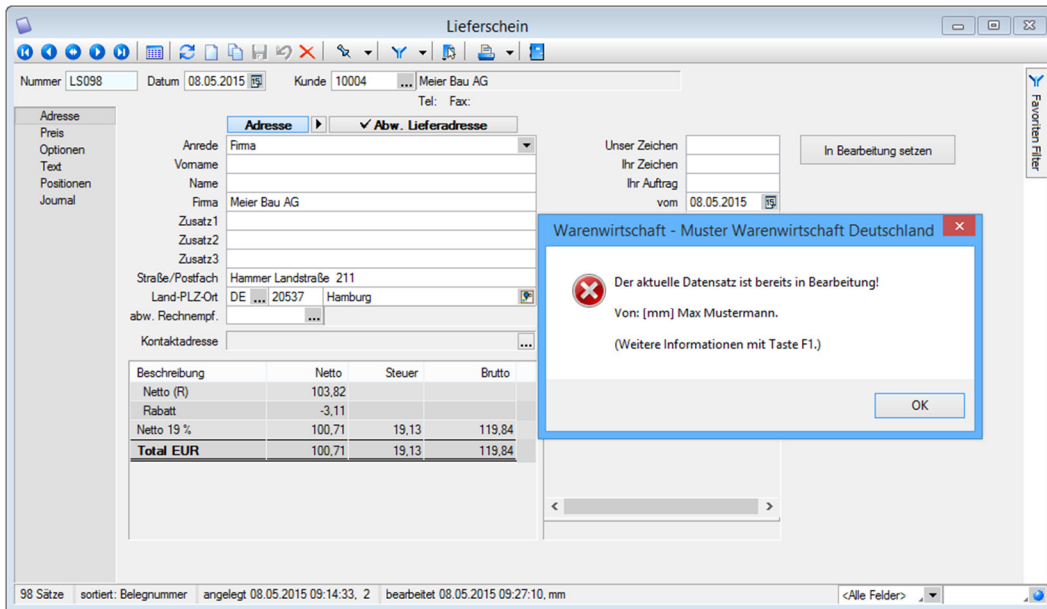 Lieferschein
Nummer LS098 Datum 08.05.2015 Kunde 10004 ... Meier Bau AG
Tel: Fax:
Favoriten Filter
Adresse
Preis
Optionen
Text
Positionen
Journal
Adresse Abw. Lieferadresse
Anrede Firma
Vorname
Name
Firma Meier Bau AG
Zusatz1
Zusatz2
Zusatz3
Straße/Postfach Hammer Landstraße 211
Land-PLZ-Ort DE ... 20537 Hamburg
abw. Rechnempf. ...
Kontaktadresse ...
Unser Zeichen
Ihr Zeichen
Ihr Auftrag
vom 08.05.2015
In Bearbeitung setzen
Warenwirtschaft - Muster Warenwirtschaft Deutschland
Der aktuelle Datensatz ist bereits in Bearbeitung!
Von: [mm] Max Mustermann.
(Weitere Informationen mit Taste F1.)
OK
Beschreibung Netto Steuer Brutto
Netto (R) 103,82
Rabatt -3,11
Netto 19 % 100,71 19,13 119,84
Total EUR 100,71 19,13 119,84
98 Sätze sortiert: Belegnummer angelegt 08.05.2015 09:14:33, 2 bearbeitet 08.05.2015 09:27:10, mm <Alle Felder>